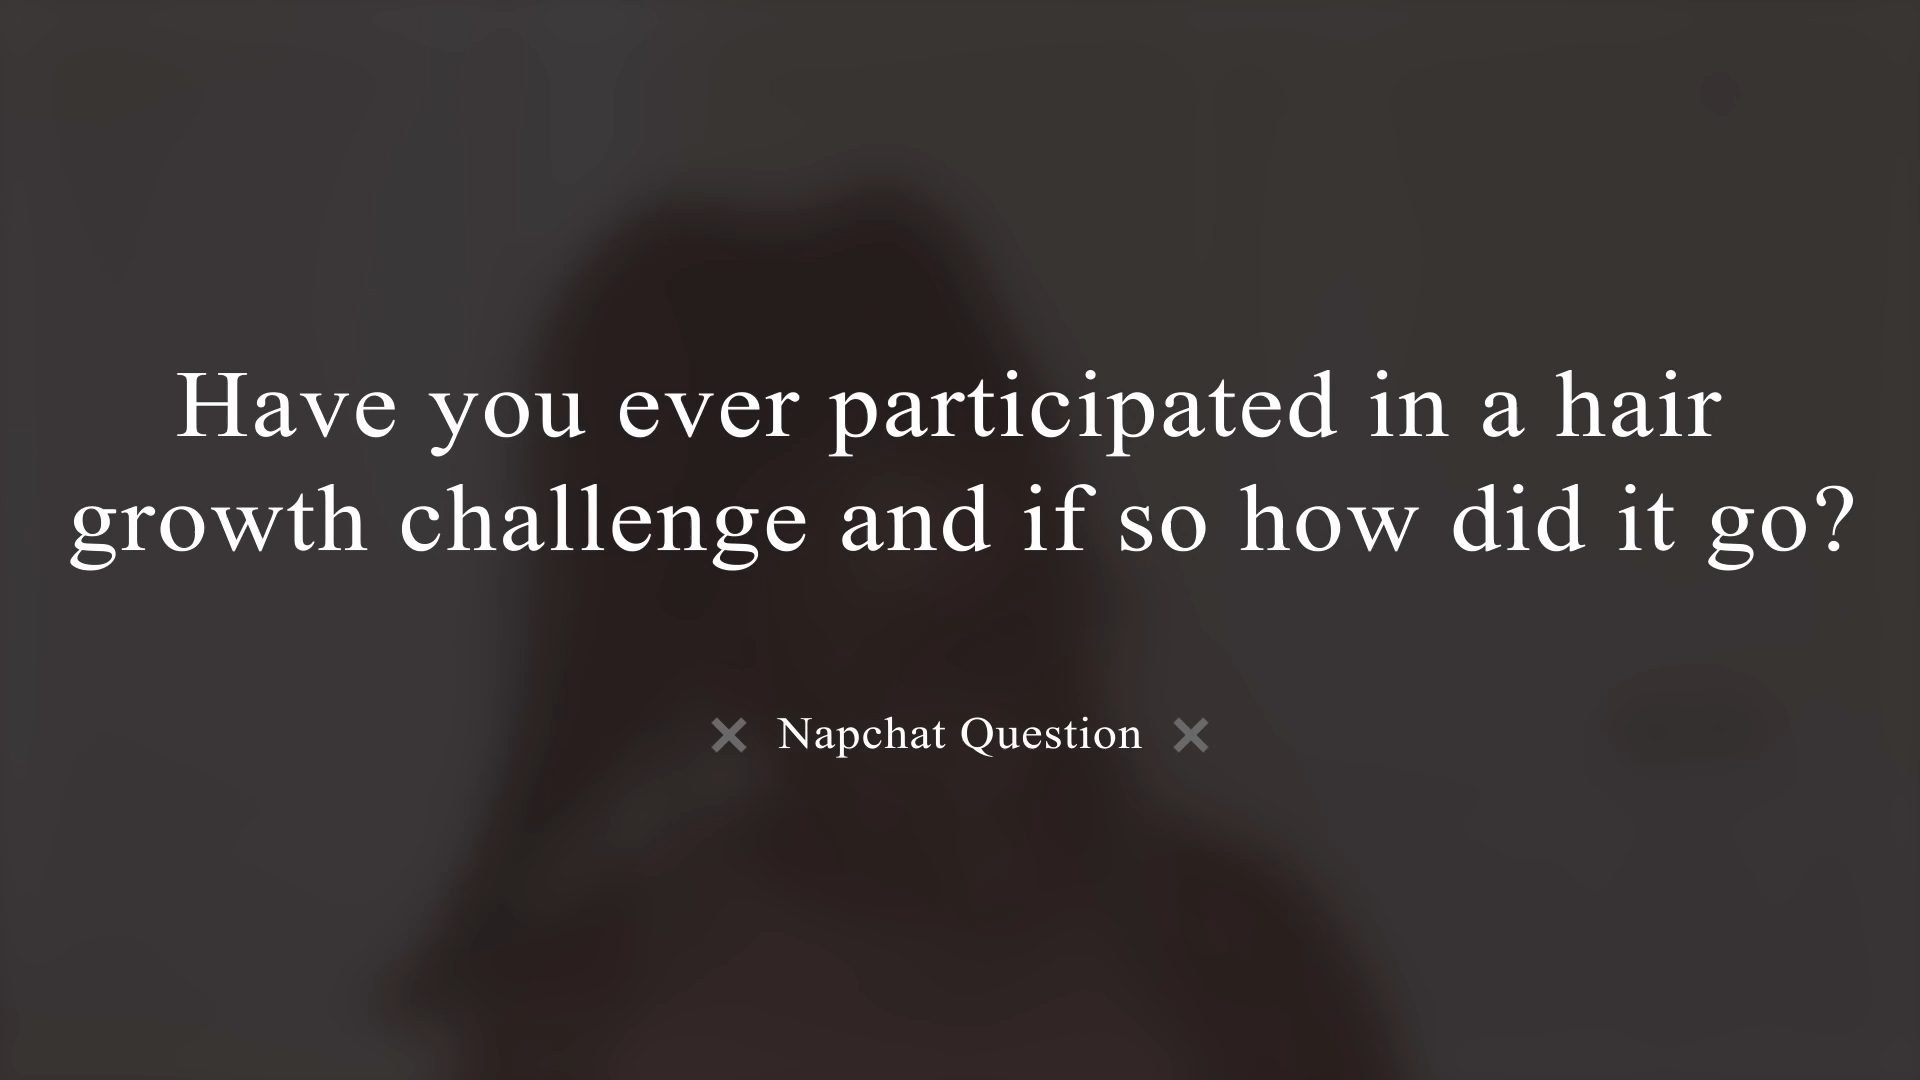 Have you ever participated in a hair
growth challenge and if so how did it go?
Napchat Question